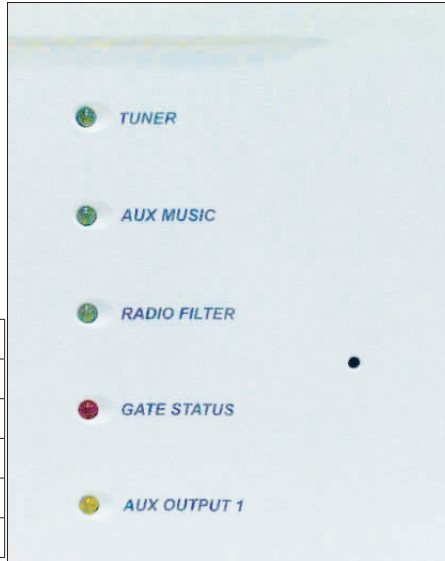 TUNER
AUX MUSIC
RADIO FILTER
GATE STATUS
AUX OUTPUT 1